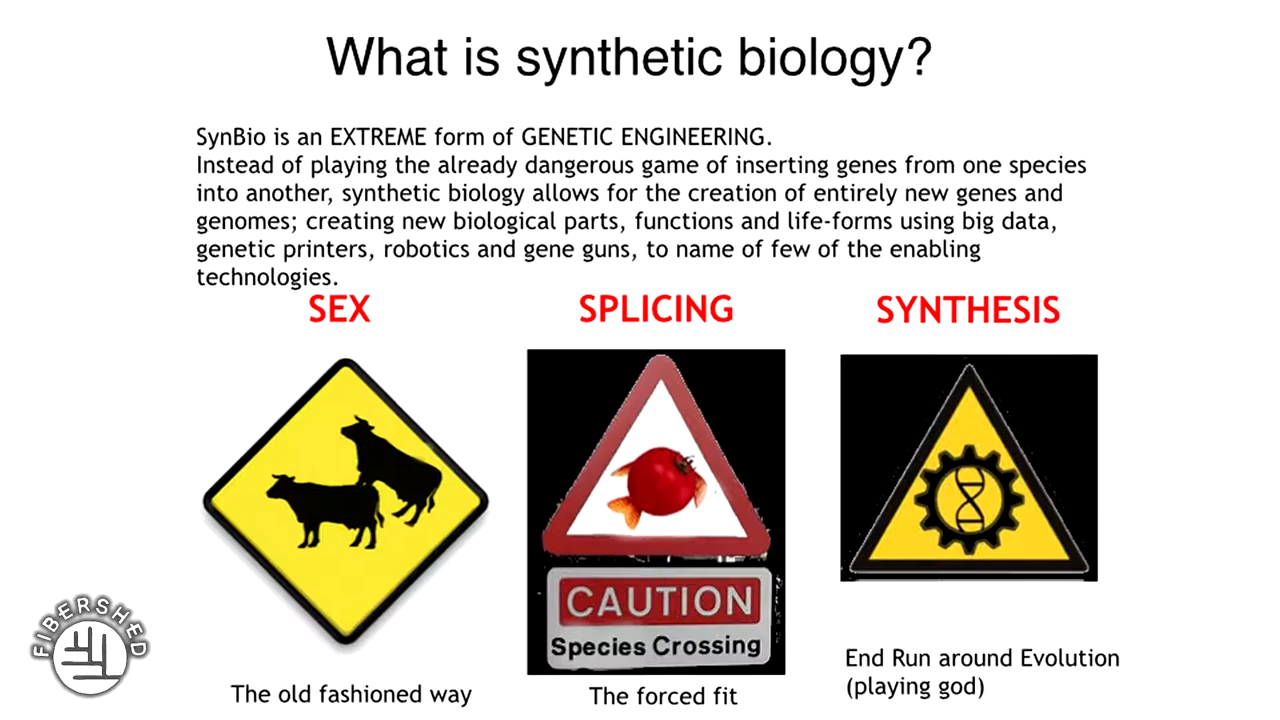 What is synthetic biology?
SynBio is an EXTREME form of GENETIC ENGINEERING.
Instead of playing the already dangerous game of inserting genes from one species
into another, synthetic biology allows for the creation of entirely new genes and
genomes; creating new biological parts, functions and life-forms using big data,
genetic printers, robotics and gene guns, to name of few of the enabling
technologies.
SEX
SPLICING
SYNTHESIS
CAUTION
Species Crossing
FIBERSHED
The old fashioned way
The forced fit
End Run around Evolution
(playing god)